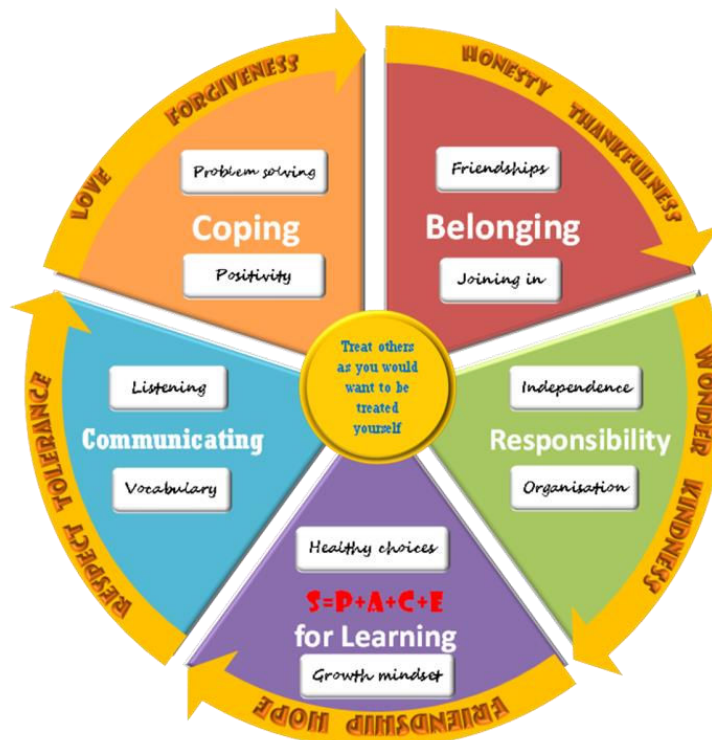 LOVE FORGIVENESS
HONESTY THANKFULNESS
Problem solving
Coping
Positivity
Friendships
Belonging
Joining in
Treat others
as you would
want to be
treated
yourself
Listening
Communicating
Vocabulary
RESPECT TOLERANCE
Independence
Responsibility
Organisation
WONDER KINDNESS
Healthy choices
S=P+A+C+E
for Learning
Growth mindset
FRIENDSHIP HOPE